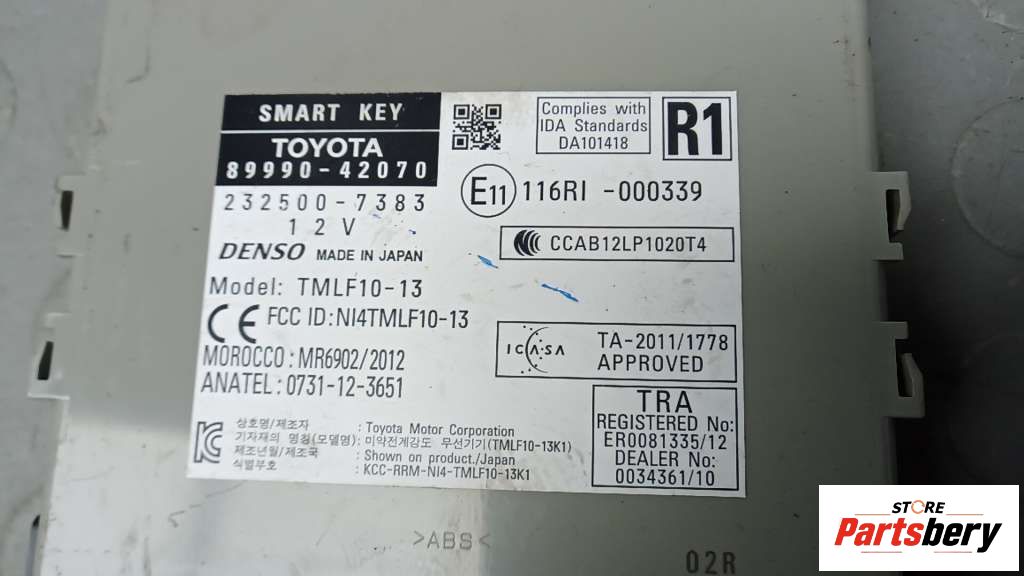 SMART KEY
TOYOTA
89990-42070
232500-7383
12V
DENSO MADE IN JAPAN
Model: TMLF10-13
CE FCC ID:NI4TMLF10-13
MOROCCO:MR6902/2012
ANATEL:0731-12-3651
상호명/제조자 : Toyota Motor Corporation
기자재의 명칭(모델명): 미약전계강도 무선기기(TMLF10-13K1)
제조년월/제조국 : Shown on product./Japan
식별부호 : KCC-RRM-NI4-TMLF10-13K1
Complies with
IDA Standards
DA101418
R1
E11 116RI -000339
CCAB12LP1020T4
ICASA
TA-2011/1778
APPROVED
TRA
REGISTERED No:
ER0081335/12
DEALER No:
0034361/10
>ABS<
02R
STORE
Partsbery